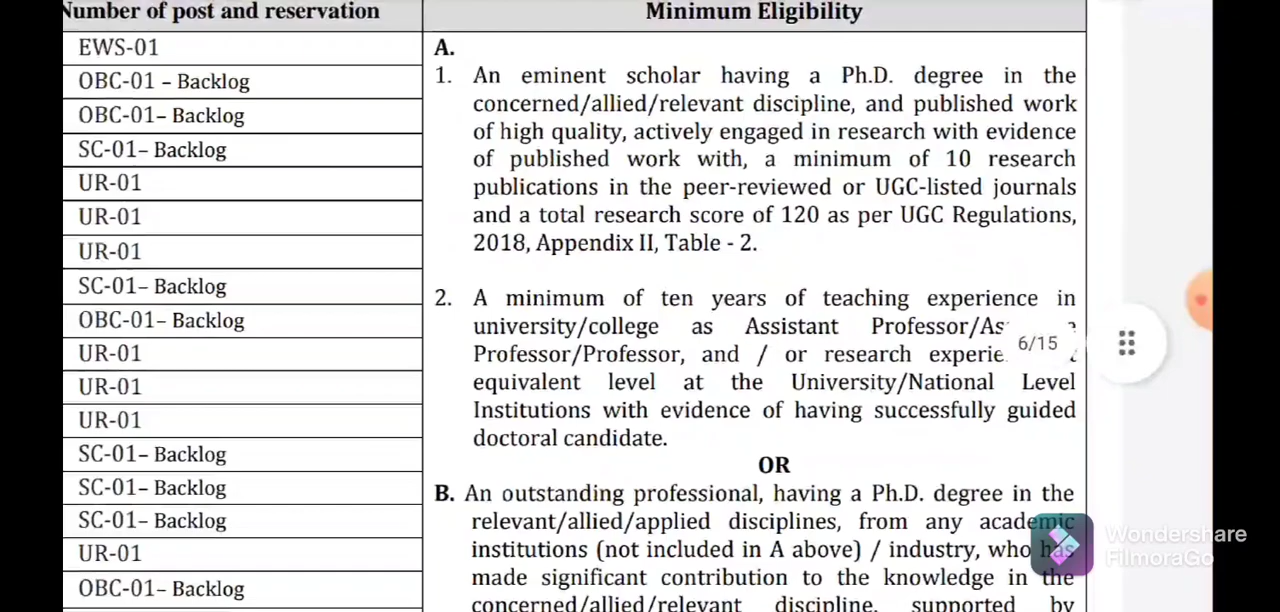 Number of post and reservation
EWS-01
OBC-01 – Backlog
OBC-01– Backlog
SC-01– Backlog
UR-01
UR-01
UR-01
SC-01– Backlog
OBC-01– Backlog
UR-01
UR-01
UR-01
SC-01– Backlog
SC-01– Backlog
SC-01– Backlog
UR-01
OBC-01– Backlog
Minimum Eligibility
A.
1. An eminent scholar having a Ph.D. degree in the
concerned/allied/relevant discipline, and published work
of high quality, actively engaged in research with evidence
of published work with, a minimum of 10 research
publications in the peer-reviewed or UGC-listed journals
and a total research score of 120 as per UGC Regulations,
2018, Appendix II, Table - 2.
2. A minimum of ten years of teaching experience in
university/college as Assistant
Professor/Professor, and / or research
equivalent level at the University/National Level
Institutions with evidence of having successfully guided
doctoral candidate.
OR
B. An outstanding professional, having a Ph.D. degree in the
relevant/allied/applied disciplines, from any academic
institutions (not included in A above) / industry, who has
made significant contribution to the knowledge in the
concerned/allied/relevant discipline, supported by
6/15
Wondershare
FilmoraGo